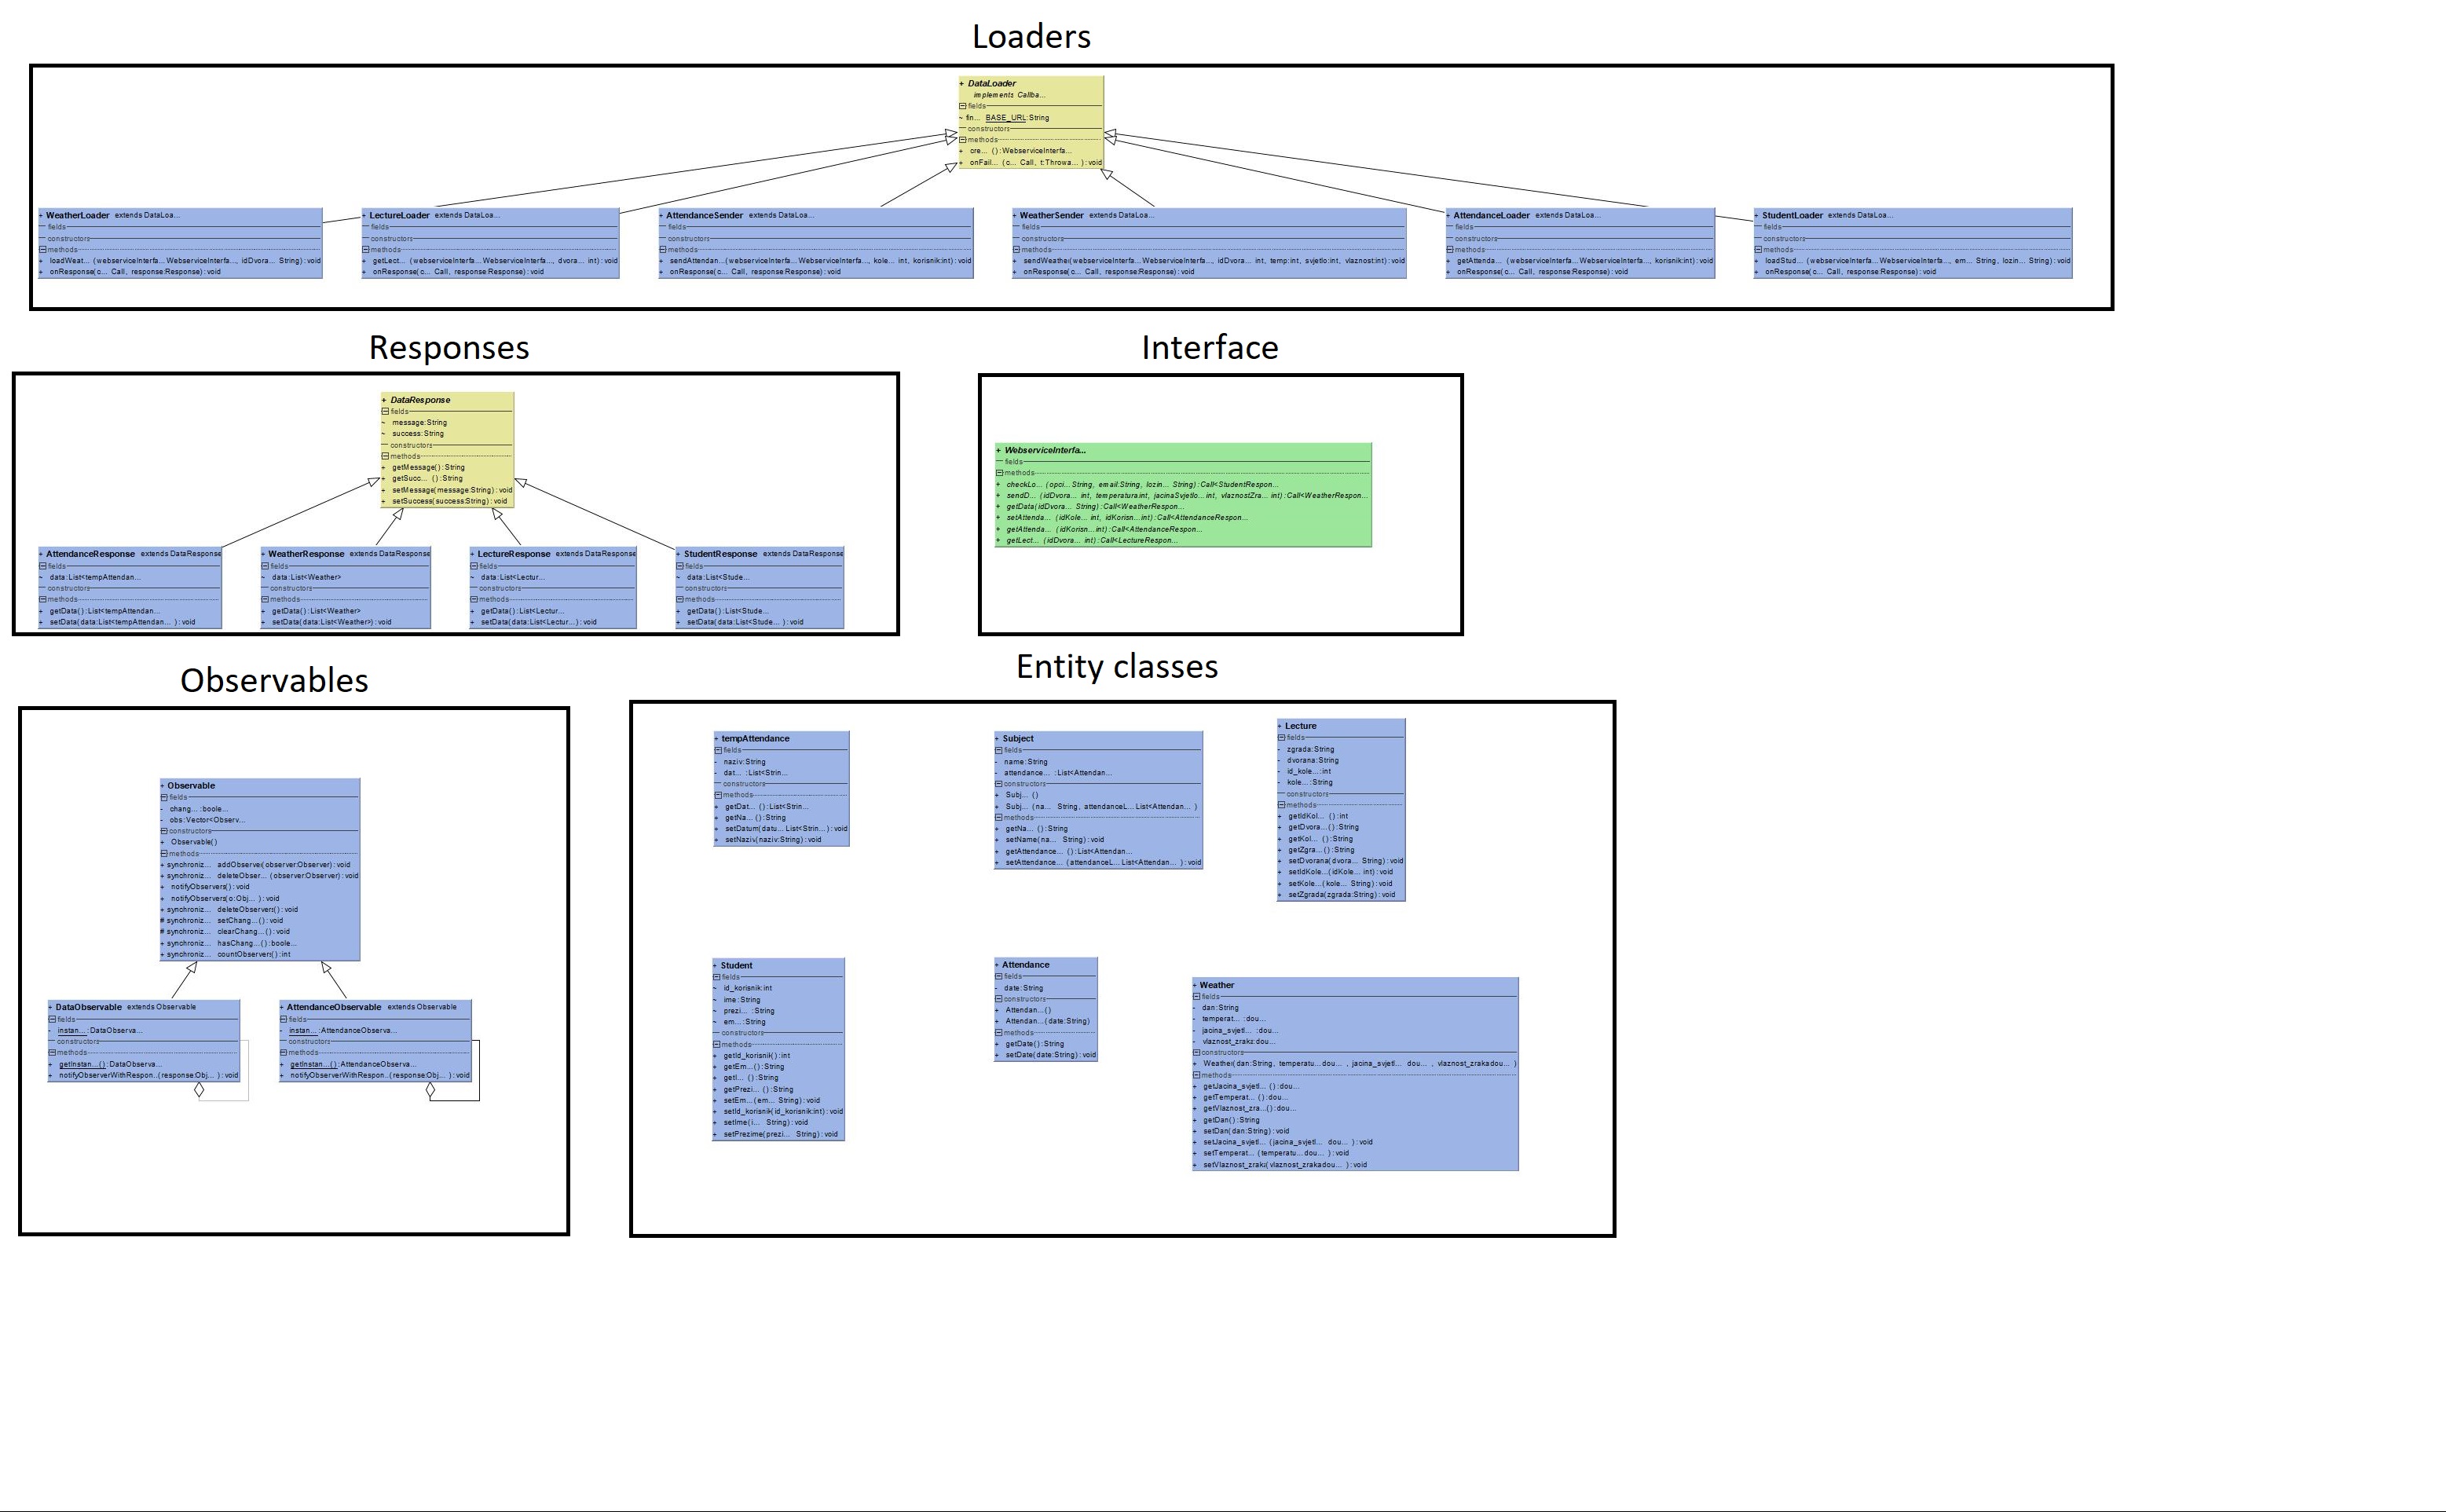 Loaders
+ DataLoader
implements Callba...
fields
~ fin... BASE_URL:String
constructors
methods
+ cre... ():WebserviceInterfa...
+ onFail... (c... Call, t:Throwa... ):void
+ WeatherLoader extends DataLoa...
fields
constructors
methods
+ loadWeat... (webserviceInterfa... WebserviceInterfa..., idDvora... String):void
+ onResponse(c... Call, response:Response):void
+ LectureLoader extends DataLoa...
fields
constructors
methods
+ getLect... (webserviceInterfa... WebserviceInterfa..., dvora... int):void
+ onResponse(c... Call, response:Response):void
+ AttendanceSender extends DataLoa...
fields
constructors
methods
+ sendAttendan... (webserviceInterfa... WebserviceInterfa..., kole... int, korisnik:int):void
+ onResponse(c... Call, response:Response):void
+ WeatherSender extends DataLoa...
fields
constructors
methods
+ sendWeather(webserviceInterfa... WebserviceInterfa..., idDvora... int, temp:int, svjetlo:int, vlaznost:int):void
+ onResponse(c... Call, response:Response):void
+ AttendanceLoader extends DataLoa...
fields
constructors
methods
+ getAttenda... (webserviceInterfa... WebserviceInterfa..., korisnik:int):void
+ onResponse(c... Call, response:Response):void
+ StudentLoader extends DataLoa...
fields
constructors
methods
+ loadStud... (webserviceInterfa... WebserviceInterfa..., em... String, lozin... String):void
+ onResponse(c... Call, response:Response):void
Responses
+ DataResponse
fields
~ message:String
~ success:String
constructors
methods
+ getMessage():String
+ getSucc... ():String
+ setMessage(message:String):void
+ setSuccess(success:String):void
+ AttendanceResponse extends DataResponse
fields
~ data:List<tempAttendan...
constructors
methods
+ getData():List<tempAttendan...
+ setData(data:List<tempAttendan... ):void
+ WeatherResponse extends DataResponse
fields
~ data:List<Weather>
constructors
methods
+ getData():List<Weather>
+ setData(data:List<Weather>):void
+ LectureResponse extends DataResponse
fields
~ data:List<Lectur...
constructors
methods
+ getData():List<Lectur...
+ setData(data:List<Lectur... ):void
+ StudentResponse extends DataResponse
fields
~ data:List<Stude...
constructors
methods
+ getData():List<Stude...
+ setData(data:List<Stude... ):void
Interface
+ WebserviceInterfa...
fields
methods
+ checkLo... (opci... String, email:String, lozin... String):Call<StudentRespon...
+ sendD... (idDvora... int, temperatura:int, jacinaSvjetlo... int, vlaznostZra... int):Call<WeatherRespon...
+ getData(idDvora... String):Call<WeatherRespon...
+ setAttenda... (idKole... int, idKorisn... int):Call<AttendanceRespon...
+ getAttenda... (idKorisn... int):Call<AttendanceRespon...
+ getLect... (idDvora... int):Call<LectureRespon...
Observables
+ Observable
fields
- chang... :boole...
- obs:Vector<Observ...
constructors
+ Observable()
methods
+ synchroniz... addObserver(observer:Observer):void
+ synchroniz... deleteObser... (observer:Observer):void
+ notifyObservers():void
+ notifyObservers(o:Obj... ):void
+ synchroniz... deleteObservers():void
# synchroniz... setChang... ():void
# synchroniz... clearChang... ():void
+ synchroniz... hasChang... ():boole...
+ synchroniz... countObservers():int
+ DataObservable extends Observable
fields
- instan... :DataObserva...
constructors
methods
+ getInstan... ():DataObserva...
+ notifyObserverWithRespon.. (response:Obj... ):void
+ AttendanceObservable extends Observable
fields
- instan... :AttendanceObserva...
constructors
methods
+ getInstan... ():AttendanceObserva...
+ notifyObserverWithRespon.. (response:Obj... ):void
Entity classes
+ tempAttendance
fields
- naziv:String
- dat... :List<Strin...
constructors
methods
+ getDat... ():List<Strin...
+ getNa... ():String
+ setDatum(datu... List<Strin... ):void
+ setNaziv(naziv:String):void
+ Subject
fields
- name:String
- attendance... :List<Attendan...
constructors
+ Subj... ()
+ Subj... (na... String, attendanceL... List<Attendan... )
methods
+ getNa... ():String
+ setName(na... String):void
+ getAttendance... ():List<Attendan...
+ setAttendance... (attendanceL... List<Attendan... ):void
+ Lecture
fields
- zgrada:String
- dvorana:String
- id_kole... :int
- kole... :String
constructors
methods
+ getIdKol... ():int
+ getDvora... ():String
+ getKol... ():String
+ getZgra... ():String
+ setDvorana(dvora... String):void
+ setIdKole... (idKole... int):void
+ setKole... (kole... String):void
+ setZgrada(zgrada:String):void
+ Student
fields
~ id_korisnik:int
~ ime:String
~ prezi... :String
~ em... :String
constructors
methods
+ getId_korisnik():int
+ getEm... ():String
+ getI... ():String
+ getPrezi... ():String
+ setEm... (em... String):void
+ setId_korisnik(id_korisnik:int):void
+ setIme(i... String):void
+ setPrezime(prezi... String):void
+ Attendance
fields
- date:String
constructors
+ Attendan... ()
+ Attendan... (date:String)
methods
+ getDate():String
+ setDate(date:String):void
+ Weather
fields
- dan:String
- temperat... :dou...
- jacina_svjetl... :dou...
- vlaznost_zraka:dou...
constructors
+ Weather(dan:String, temperatu... dou... , jacina_svjetl... dou... , vlaznost_zraka:dou... )
methods
+ getJacina_svjetl... ():dou...
+ getTemperat... ():dou...
+ getVlaznost_zra... ():dou...
+ getDan():String
+ setDan(dan:String):void
+ setJacina_svjetl... (jacina_svjetl... dou... ):void
+ setTemperat... (temperatu... dou... ):void
+ setVlaznost_zraka(vlaznost_zraka:dou... ):void